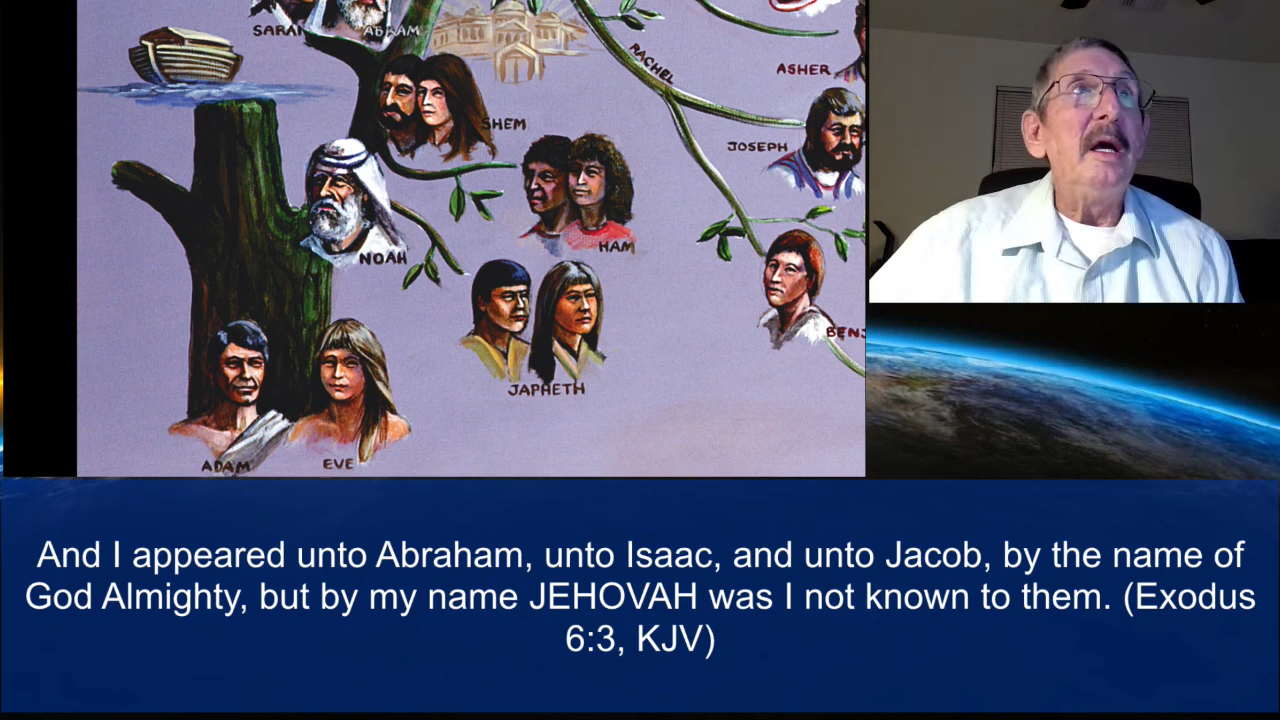 SARAI ABRAM
RACHEL
ASHER
SHEM
JOSEPH
HAM
NOAH
BENJ
JAPHETH
ADAM EVE
And I appeared unto Abraham, unto Isaac, and unto Jacob, by the name of
God Almighty, but by my name JEHOVAH was I not known to them. (Exodus
6:3, KJV)